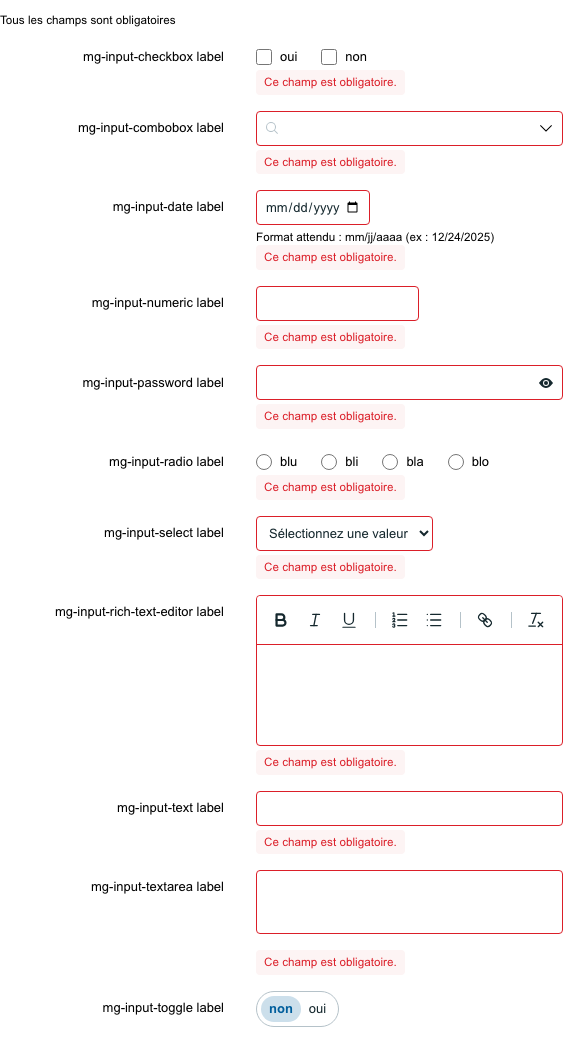 Tous les champs sont obligatoires
mg-input-checkbox label
oui non
Ce champ est obligatoire.
mg-input-combobox label
Ce champ est obligatoire.
mg-input-date label
mm/dd/yyyy
Format attendu : mm/jj/aaaa (ex : 12/24/2025)
Ce champ est obligatoire.
mg-input-numeric label
Ce champ est obligatoire.
mg-input-password label
Ce champ est obligatoire.
mg-input-radio label
blu bli bla blo
Ce champ est obligatoire.
mg-input-select label
Sélectionnez une valeur
Ce champ est obligatoire.
mg-input-rich-text-editor label
Ce champ est obligatoire.
mg-input-text label
Ce champ est obligatoire.
mg-input-textarea label
Ce champ est obligatoire.
mg-input-toggle label
non oui